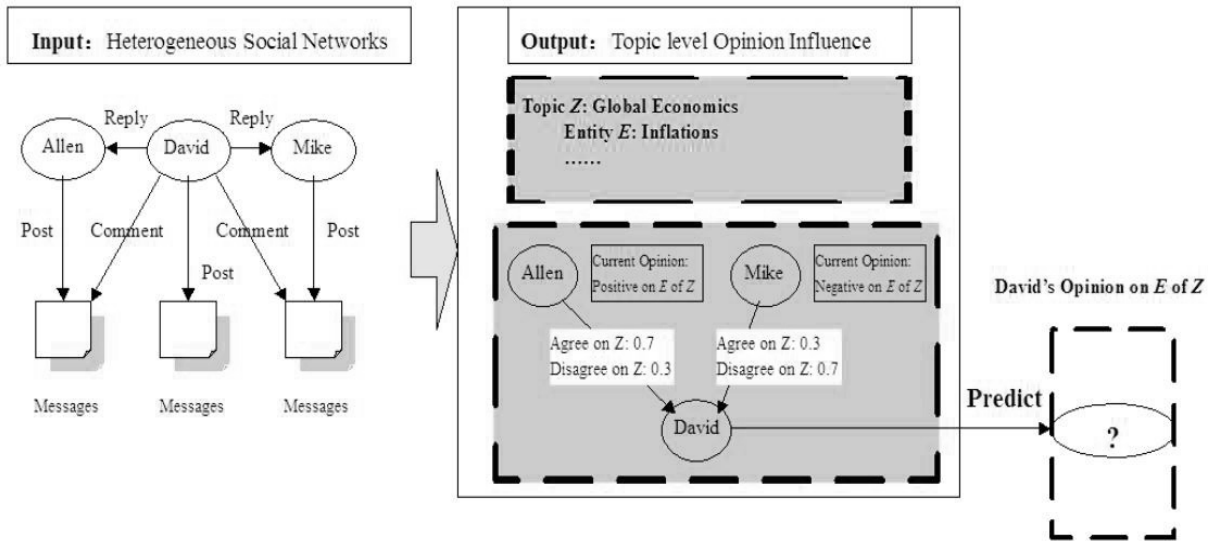 Input: Heterogeneous Social Networks
Reply
Reply
Allen
David
Mike
Post
Comment
Comment
Post
Post
Messages
Messages
Messages
Output: Topic level Opinion Influence
Topic Z: Global Economics
Entity E: Inflations
……
Allen
Current Opinion:
Positive on E of Z
Mike
Current Opinion:
Negative on E of Z
Agree on Z: 0.7
Disagree on Z: 0.3
Agree on Z: 0.3
Disagree on Z: 0.7
David
Predict
David's Opinion on E of Z
?